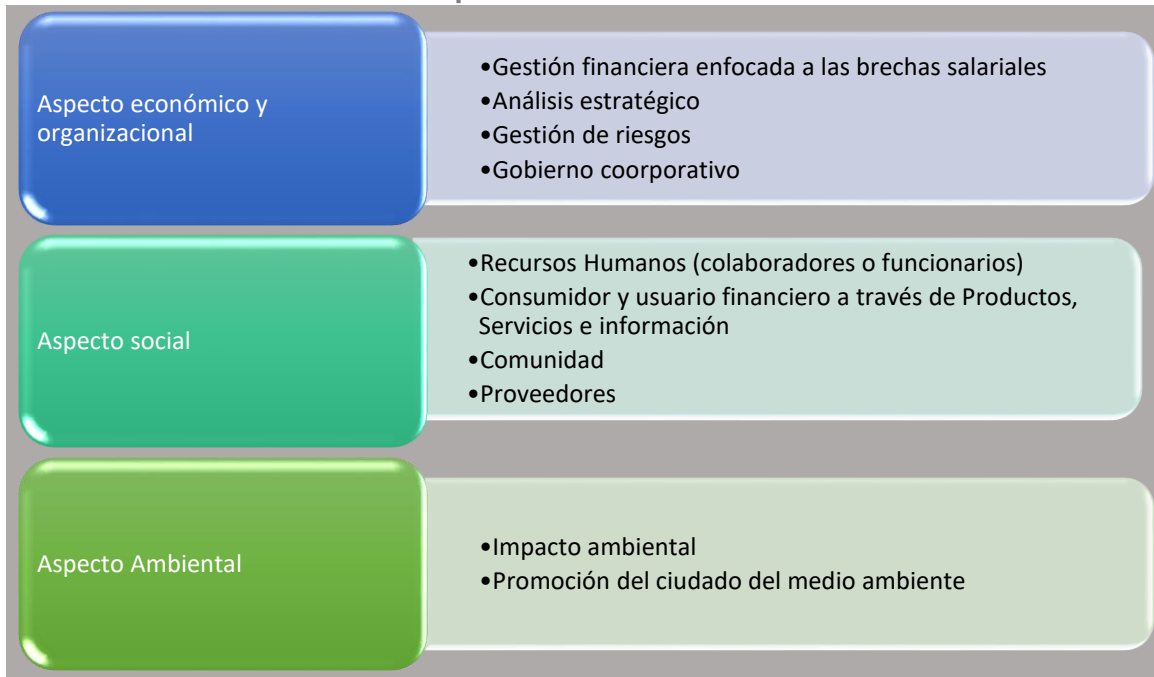 Aspecto económico y
organizacional
•Gestión financiera enfocada a las brechas salariales
•Análisis estratégico
•Gestión de riesgos
•Gobierno coorporativo
Aspecto social
•Recursos Humanos (colaboradores o funcionarios)
•Consumidor y usuario financiero a través de Productos,
Servicios e información
•Comunidad
•Proveedores
Aspecto Ambiental
•Impacto ambiental
•Promoción del ciudado del medio ambiente